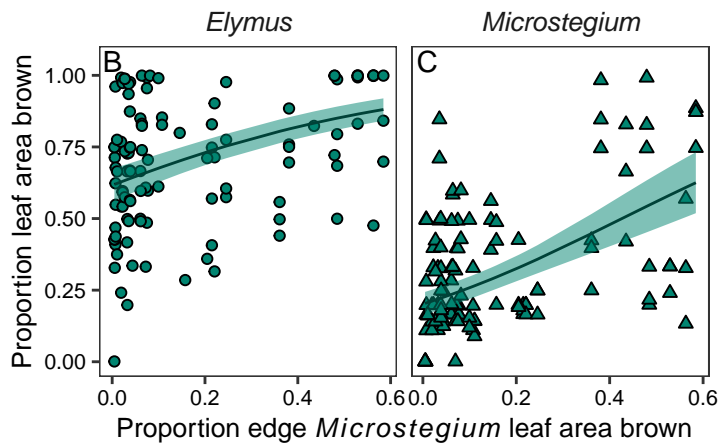 Elymus Microstegium
B C
Proportion leaf area brown
1.00
0.75
0.50
0.25
0.00
0.0 0.2 0.4 0.6 0.0 0.2 0.4 0.6
Proportion edge Microstegium leaf area brown